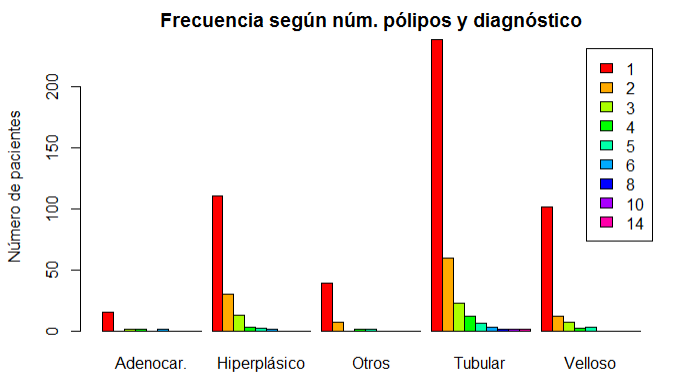 Frecuencia según núm. pólipos y diagnóstico
Número de pacientes
200
150
100
50
0
1
2
3
4
5
6
8
10
14
Adenocar.
Hiperplásico
Otros
Tubular
Velloso